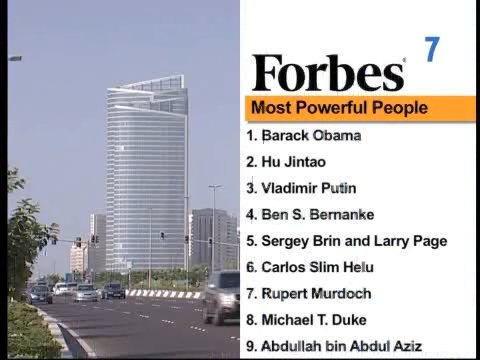 7
Forbes
Most Powerful People
1. Barack Obama
2. Hu Jintao
3. Vladimir Putin
4. Ben S. Bernanke
5. Sergey Brin and Larry Page
6. Carlos Slim Helu
7. Rupert Murdoch
8. Michael T. Duke
9. Abdullah bin Abdul Aziz